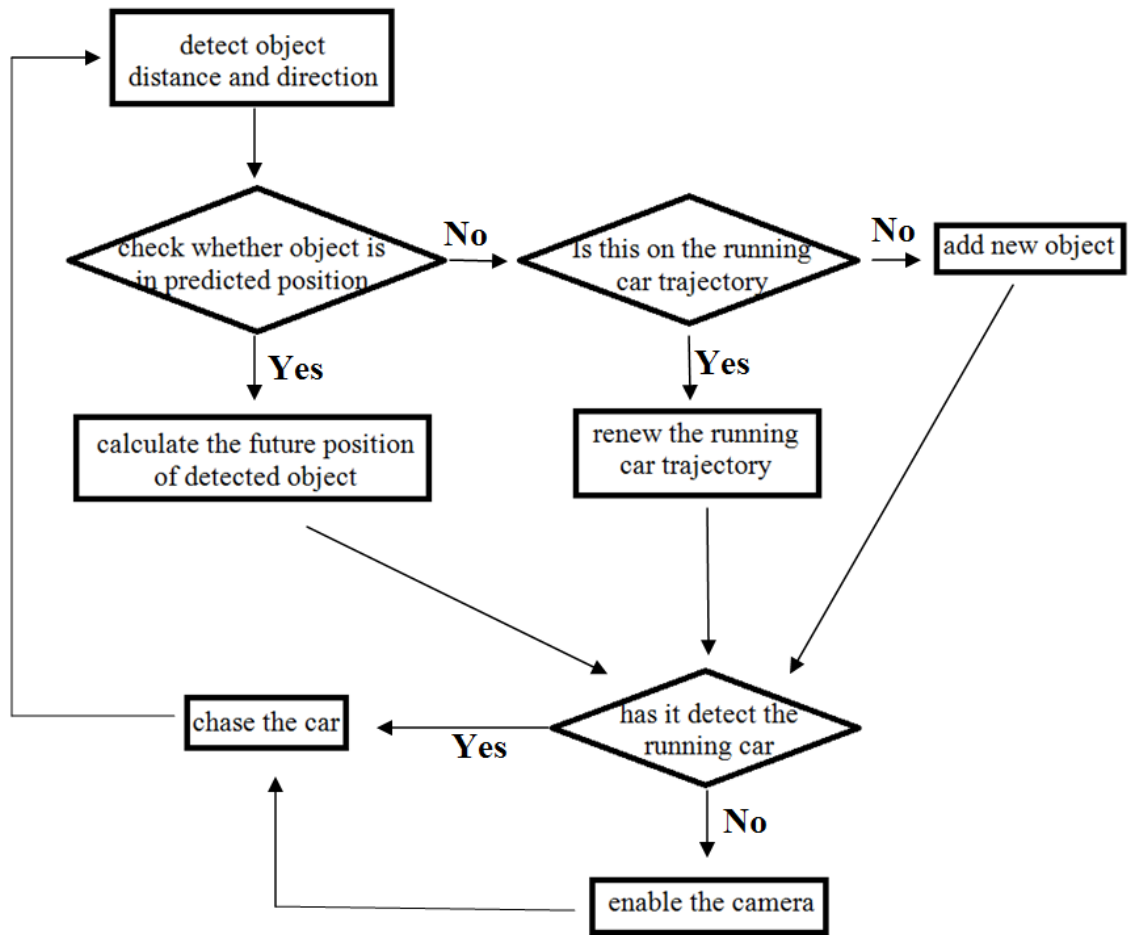 detect object
distance and direction
check whether object is
in predicted position
No
Is this on the running
car trajectory
No
add new object
Yes
Yes
calculate the future position
of detected object
renew the running
car trajectory
chase the car
Yes
has it detect the
running car
No
enable the camera